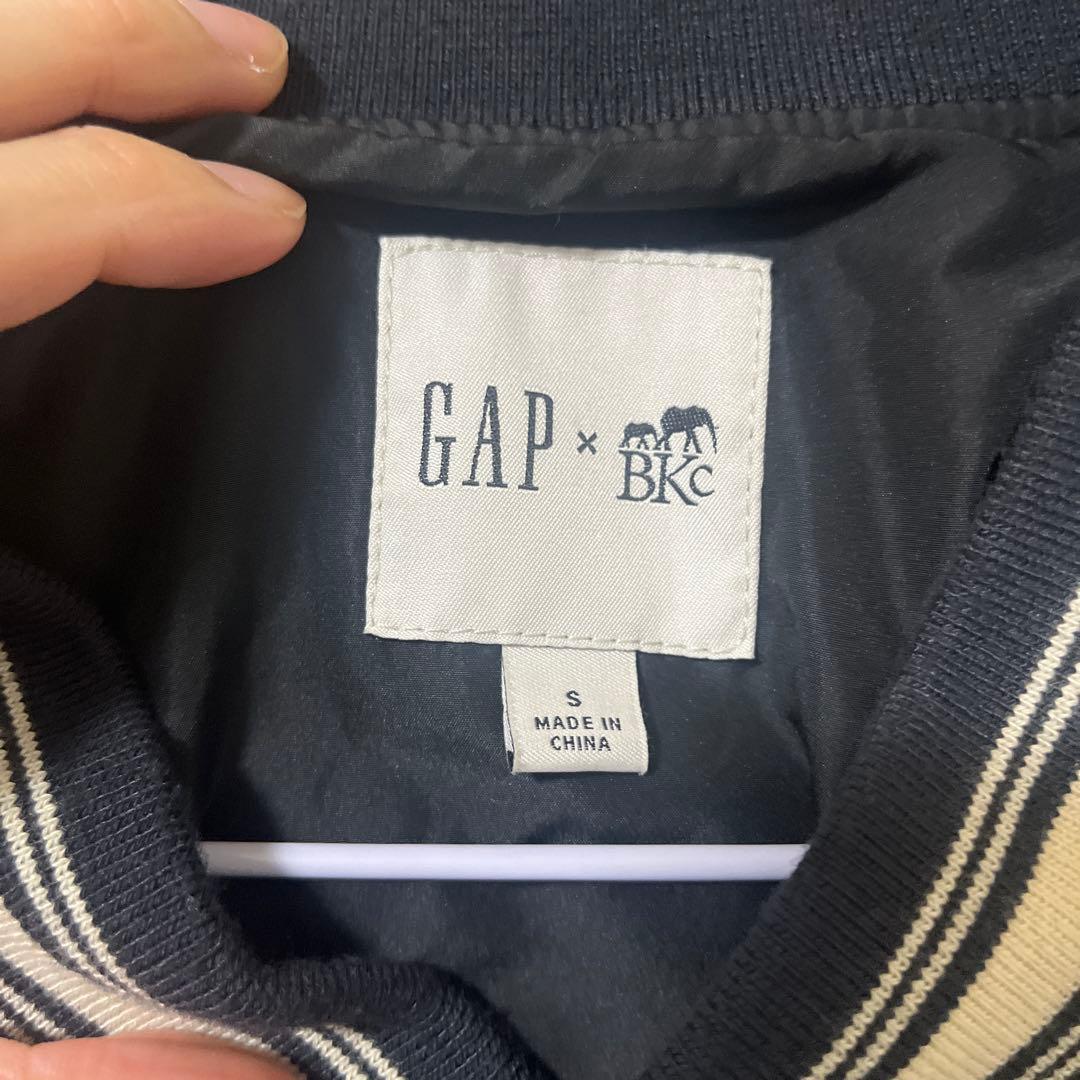 GAP × BKc
S
MADE IN
CHINA